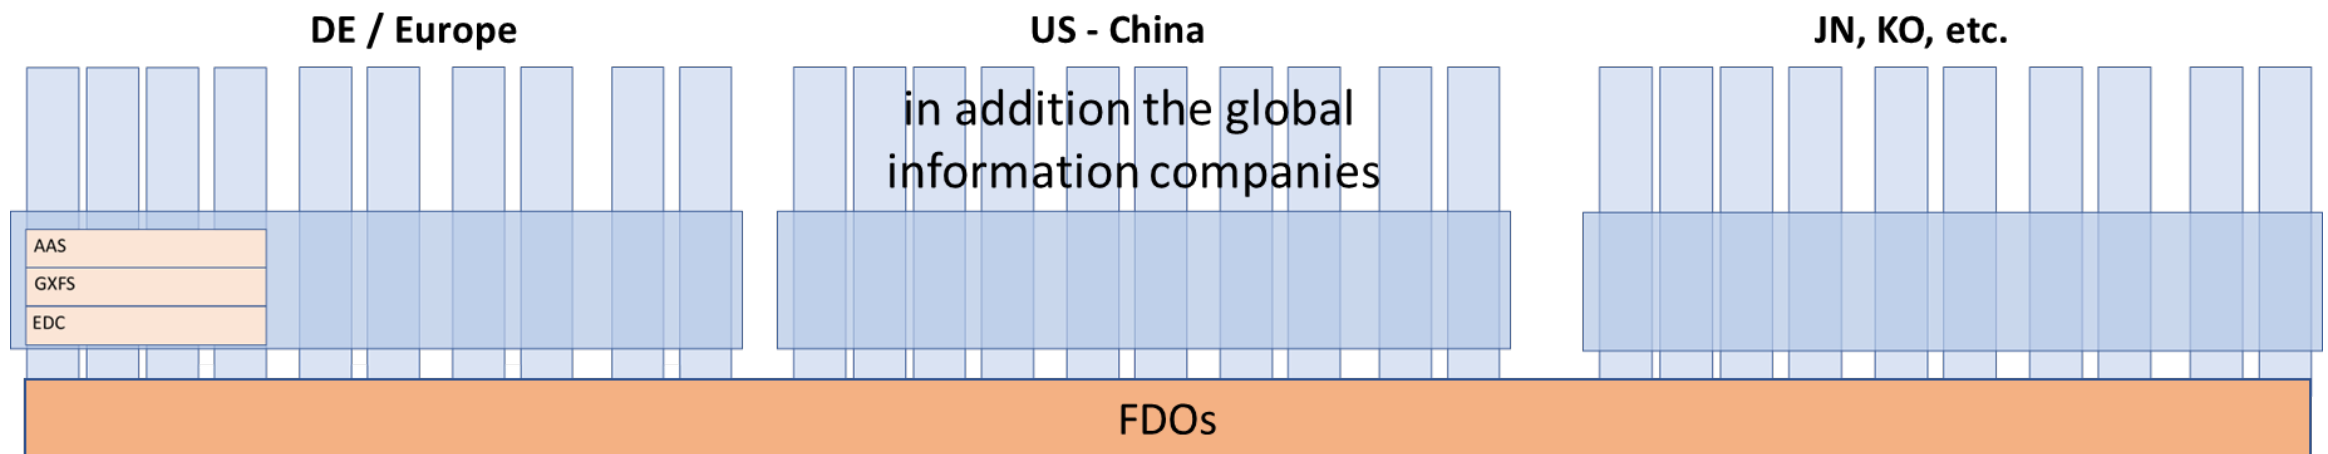 DE / Europe
US - China
JN, KO, etc.
in addition the global
information companies
AAS
GXFS
EDC
FDOs